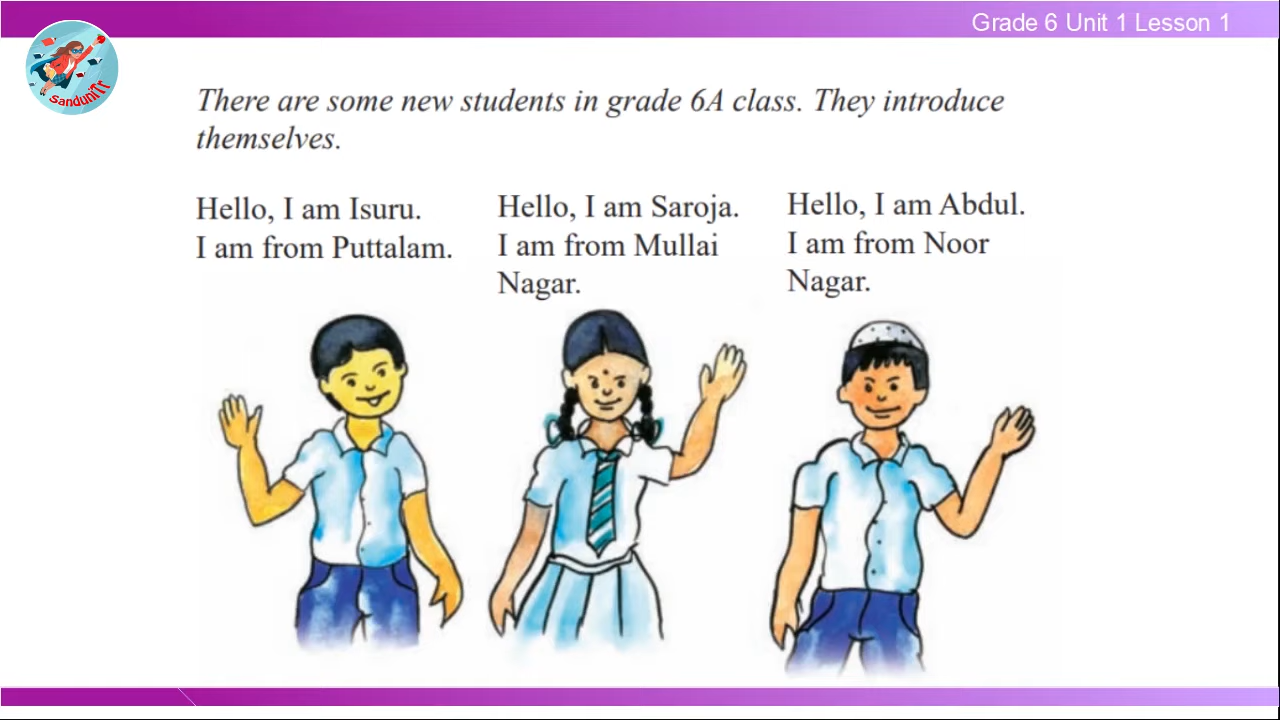 Grade 6 Unit 1 Lesson 1
SanduniTr
There are some new students in grade 6A class. They introduce
themselves.
Hello, I am Isuru.
I am from Puttalam.
Hello, I am Saroja.
I am from Mullai
Nagar.
Hello, I am Abdul.
I am from Noor
Nagar.